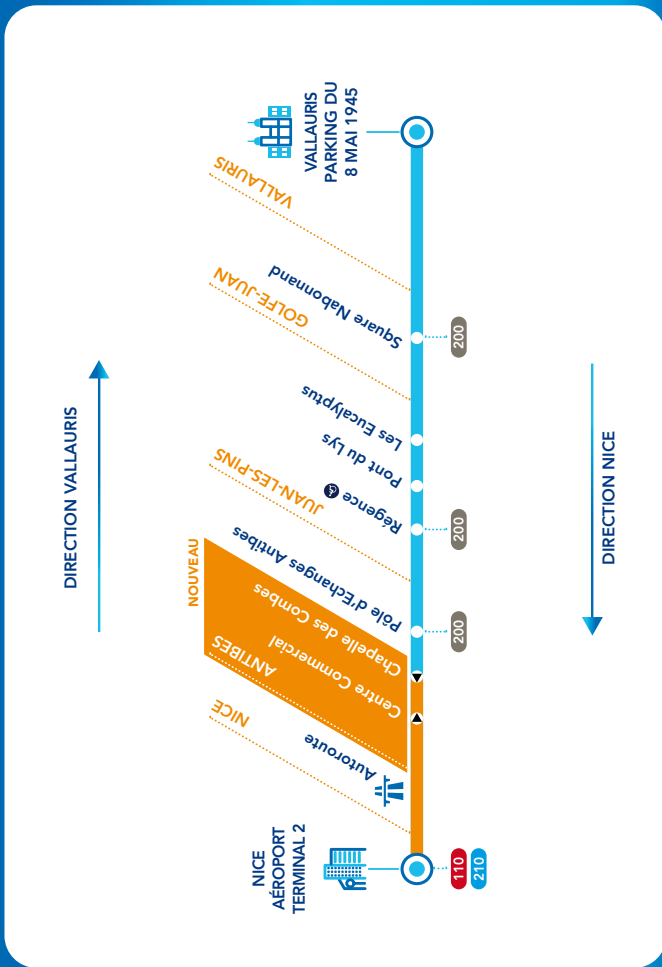 DIRECTION VALLAURIS
NICE
AÉROPORT
TERMINAL 2
NICE
Autoroute
ANTIBES
Centre Commercial
Chapelle des Combes
NOUVEAU
Pôle d'Echanges Antibes
JUAN-LES-PINS
Régence
Pont du Lys
Les Eucalyptus
GOLFE-JUAN
Square Nabonnand
VALLAURIS
VALLAURIS
PARKING DU
8 MAI 1945
110
210
200
200
200
DIRECTION NICE